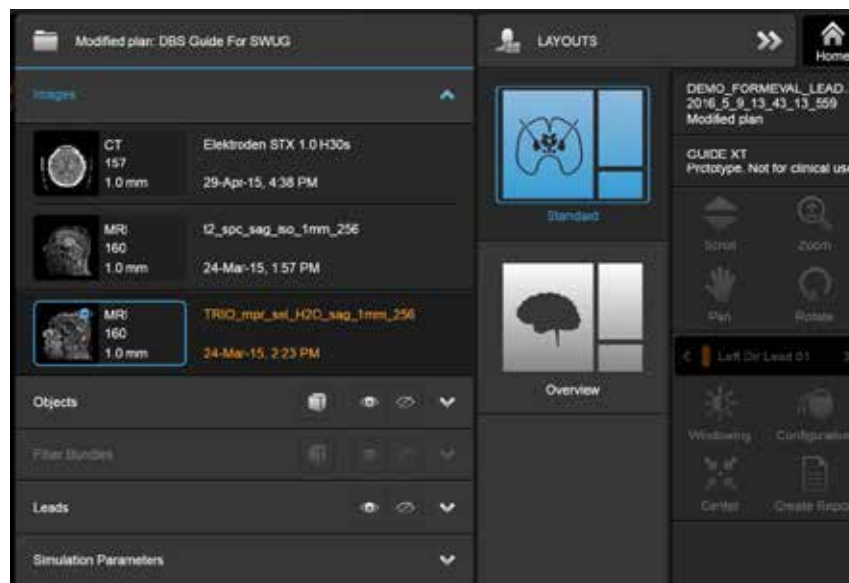 Modified plan: DBS Guide For SWUG
Images
CT
157
1.0 mm
Elektroden STX 1.0 H30s
29-Apr-15, 4:38 PM
MRI
160
1.0 mm
t2_spc_sag_iso_1mm_256
24-Mar-15, 1:57 PM
MRI
160
1.0 mm
TRIO_mpr_sel_H2O_sag_1mm_256
24-Mar-15, 2:23 PM
Objects
Fiber Bundles
Leads
Simulation Parameters
LAYOUTS
Standard
Overview
Home
DEMO_FORMEVAL_LEAD...
2016_5_9_13_43_13_559
Modified plan
GUIDE XT
Prototype. Not for clinical use
Scroll
Zoom
Pan
Rotate
Left Dir Lead 01
Windowing
Configuration
Center
Create Repo